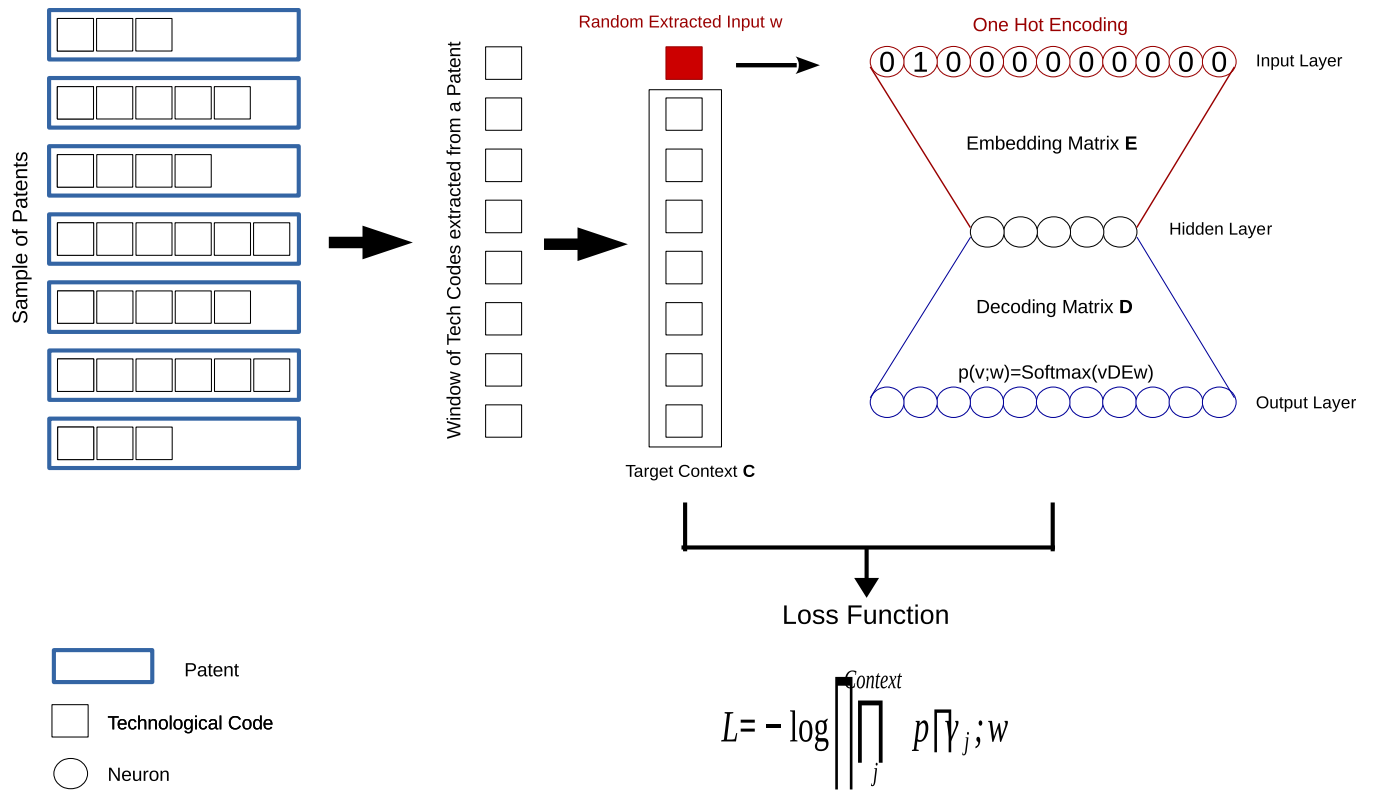 Sample of Patents
Window of Tech Codes extracted from a Patent
Random Extracted Input w
Target Context C
One Hot Encoding
0 1 0 0 0 0 0 0 0 0 0
Input Layer
Embedding Matrix E
Hidden Layer
Decoding Matrix D
p(v;w)=Softmax(vDEw)
Output Layer
Loss Function
Context
L=−log ∏ p v j ; w
j
Patent
Technological Code
Neuron